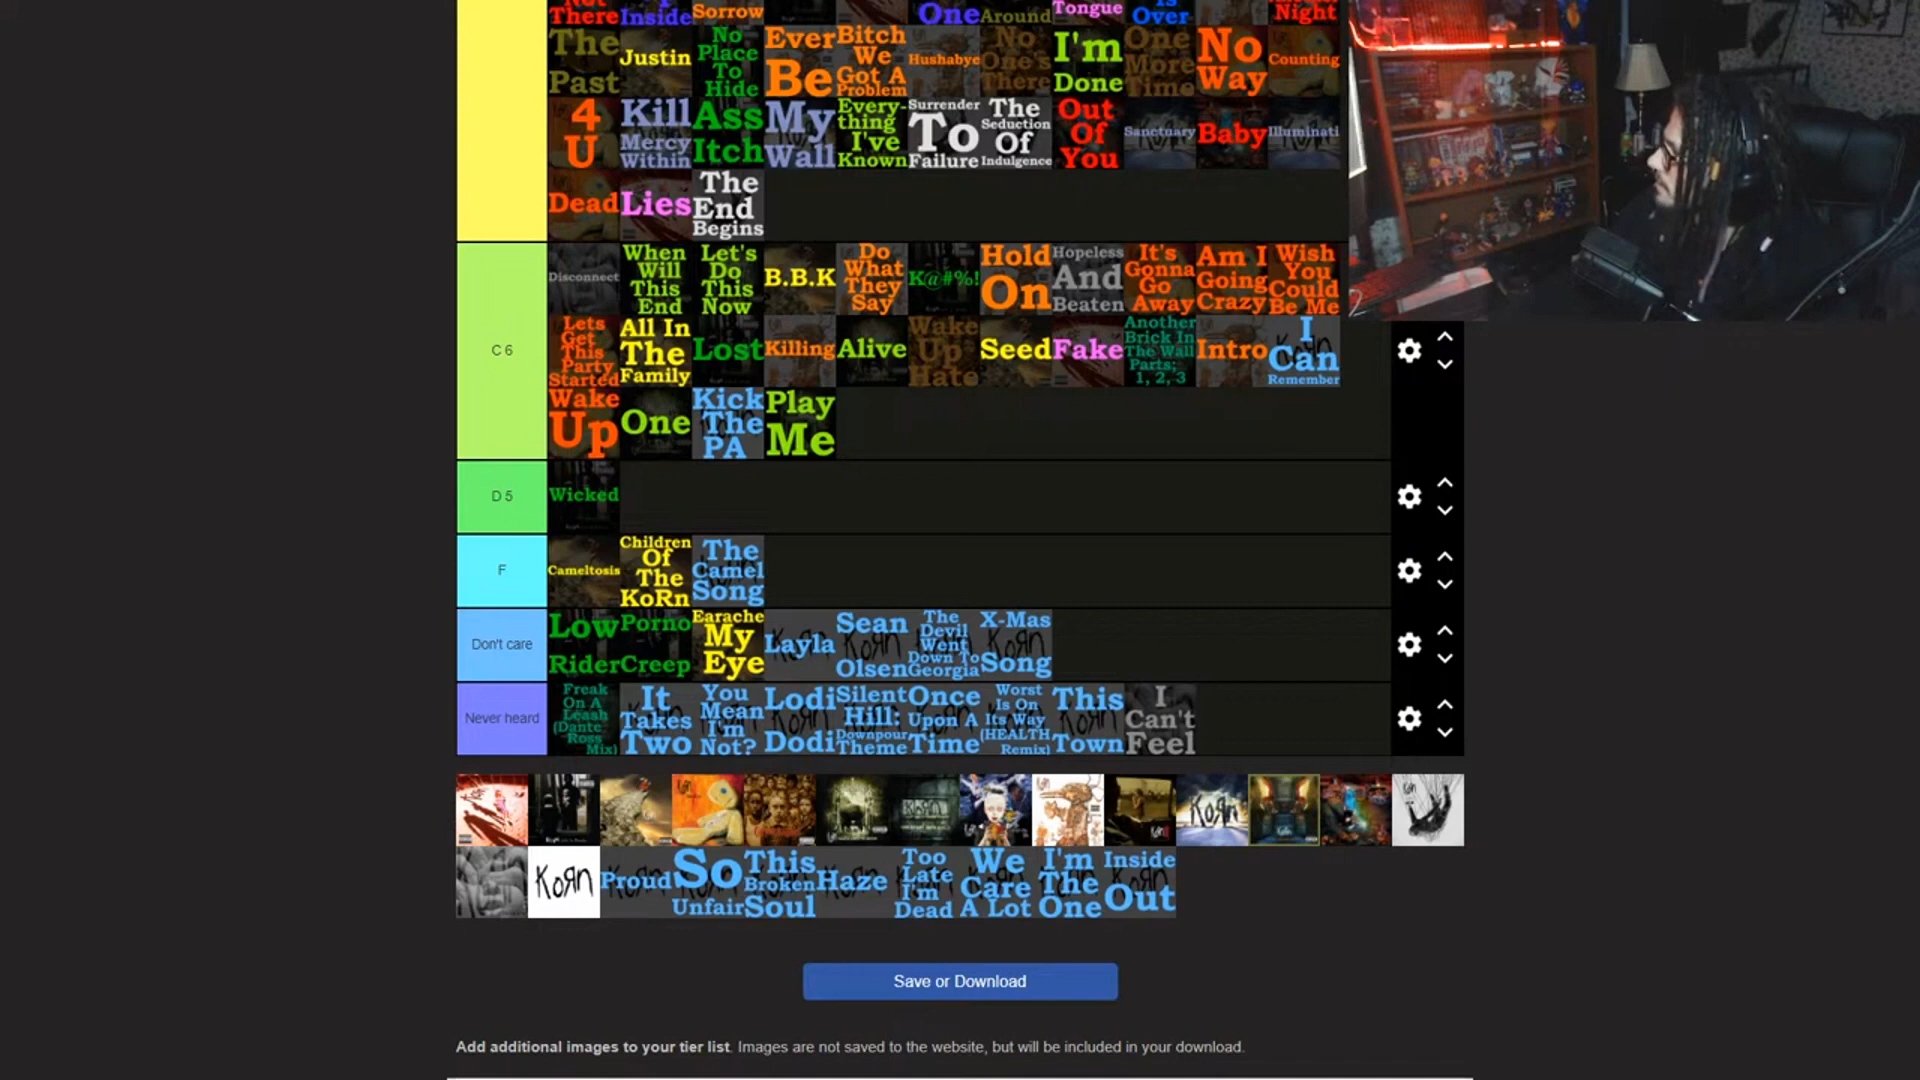 There Inside Sorrow One Around Tongue Is Over Night
The Past Justin No Place To Hide Ever Be Bitch We Got A Problem Hushabye No One's There I'm Done One More Time No Way Counting
4 U Kill Mercy Within Ass Itch My Wall Every-thing I've Known Surrender To Failure The Seduction Of Indulgence Out Of You Sanctuary Baby Illuminati
Dead Lies The End Begins
C 6
Disconnect When Will This End Let's Do This Now B.B.K Do What They Say K@#%! Hold On Hopeless And Beaten It's Gonna Go Away Am I Going Crazy Wish You Could Be Me
Lets Get This Party Started All In The Family Lost Killing Alive Wake Up Hate Seed Fake Another Brick In The Wall Parts; 1, 2, 3 Intro I Can Remember
Wake Up One Kick The PA Play Me
D 5
Wicked
F
Cameltosis Children Of The KoRn The Camel Song
Don't care
Low Rider Porno Creep Earache My Eye Layla Sean Olsen The Devil Went Down To Georgia X-Mas Song
Never heard
Freak On A Leash (Dante Ross Mix) It Takes Two You Mean I'm Not? Lodi Dodi Silent Hill: Downpour Theme Once Upon A Time Worst Is On Its Way (HEALTH Remix) This Town I Can't Feel
KoЯn
KoЯn Proud So Unfair This Broken Soul Haze Too Late I'm Dead We Care A Lot I'm The One Inside Out
Save or Download
Add additional images to your tier list. Images are not saved to the website, but will be included in your download.